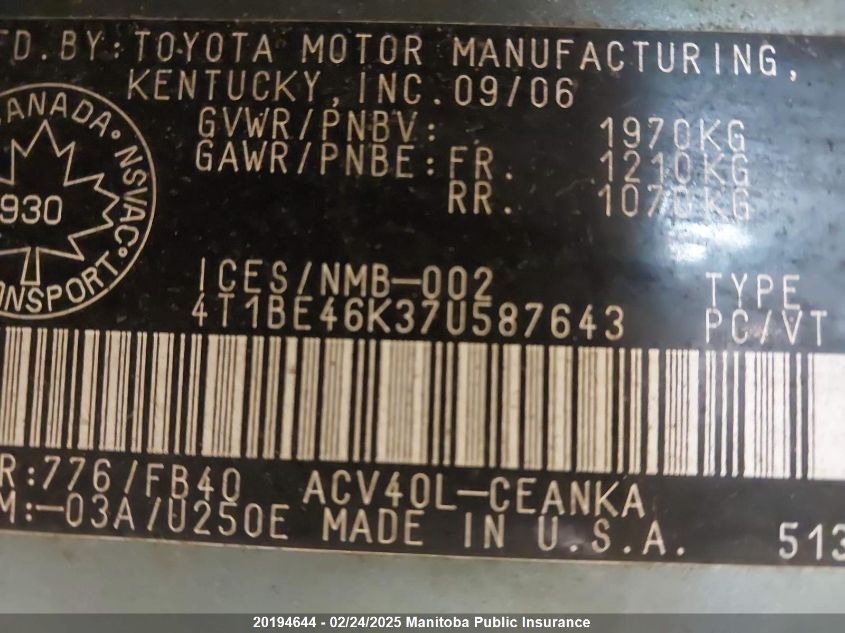 FD.BY:TOYOTA MOTOR MANUFACTURING,
KENTUCKY, INC. 09/06
GVWR/PNBV: 1970KG
GAWR/PNBE:FR. 1210KG
RR. 1070KG
CANADA·NSVAC·
930
TRANSPORT·
ICES/NMB-002 TYPE
4T1BE46K37U587643 PC/VT
R:776/FB40 ACV40L-CEANKA
M:-03A/U250E MADE IN U.S.A. 513
20194644 - 02/24/2025 Manitoba Public Insurance